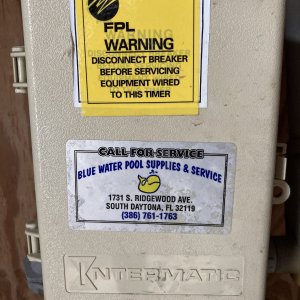 FPL
WARNING
DISCONNECT BREAKER
BEFORE SERVICING
EQUIPMENT WIRED
TO THIS TIMER
CALL FOR SERVICE
BLUE WATER POOL SUPPLIES & SERVICE
1731 S. RIDGEWOOD AVE.
SOUTH DAYTONA, FL 32119
(386) 761-1763
INTERMATIC